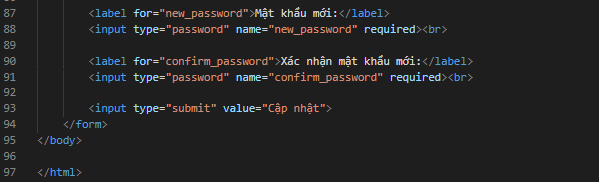 87 <label for="new_password">Mật khẩu mới:</label>
88 <input type="password" name="new_password" required><br>
89
90 <label for="confirm_password">Xác nhận mật khẩu mới:</label>
91 <input type="password" name="confirm_password" required><br>
92
93 <input type="submit" value="Cập nhật">
94 </form>
95 </body>
96
97 </html>